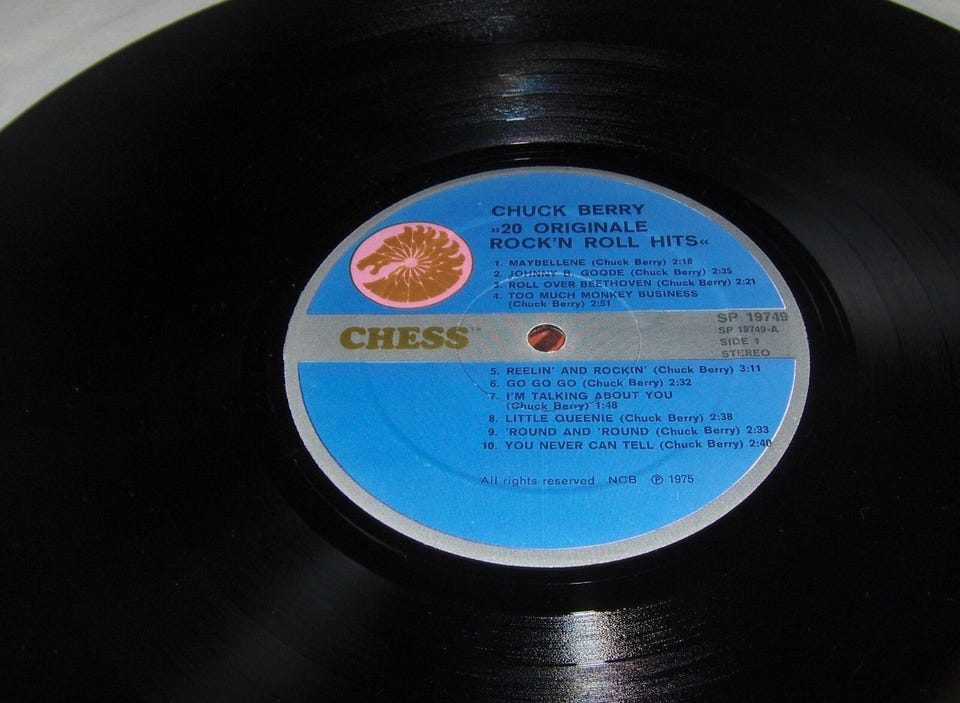 CHUCK BERRY
»20 ORIGINALE
ROCK'N ROLL HITS«
1. MAYBELLENE (Chuck Berry) 2:18
2. JOHNNY B. GOODE (Chuck Berry) 2:35
3. ROLL OVER BEETHOVEN (Chuck Berry) 2:21
4. TOO MUCH MONKEY BUSINESS
(Chuck Berry) 2:51
CHESS™
SP 19749
SP 19749-A
SIDE 1
STEREO
5. REELIN' AND ROCKIN' (Chuck Berry) 3:11
6. GO GO GO (Chuck Berry) 2:32
7. I'M TALKING ABOUT YOU
(Chuck Berry) 1:48
8. LITTLE QUEENIE (Chuck Berry) 2:38
9. 'ROUND AND 'ROUND (Chuck Berry) 2:33
10. YOU NEVER CAN TELL (Chuck Berry) 2:40
All rights reserved NCB ℗ 1975